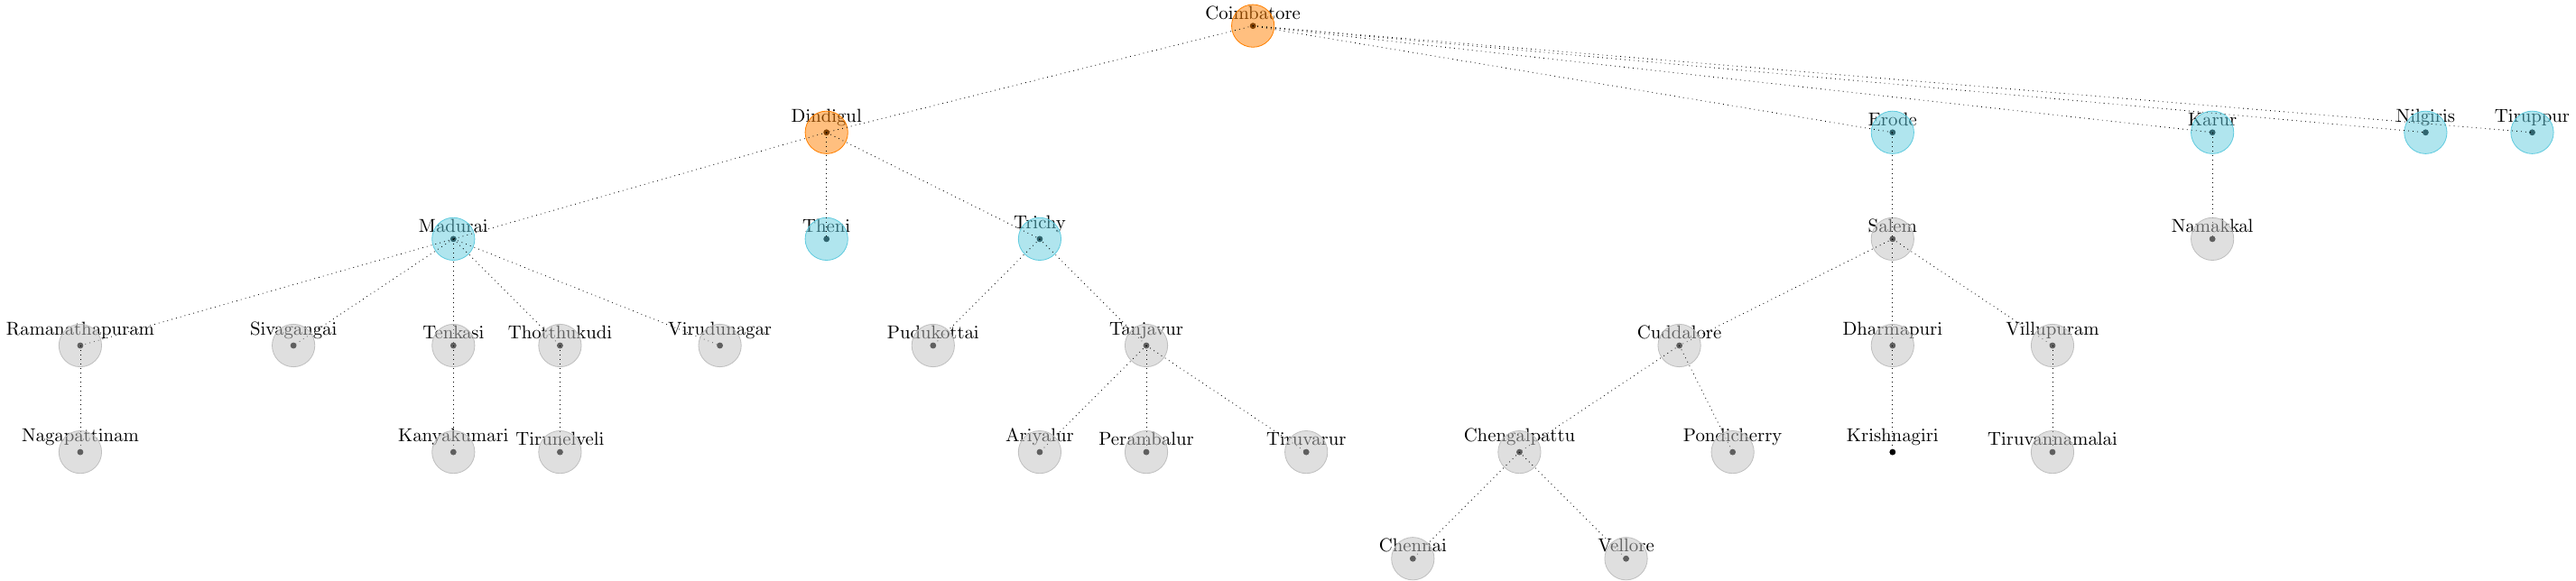 Coimbatore
Dindigul
Erode
Karur
Nilgiris
Tiruppur
Madurai
Theni
Trichy
Salem
Namakkal
Ramanathapuram
Sivagangai
Tenkasi
Thotthukudi
Virudunagar
Pudukottai
Tanjavur
Cuddalore
Dharmapuri
Villupuram
Nagapattinam
Kanyakumari
Tirunelveli
Ariyalur
Perambalur
Tiruvarur
Chengalpattu
Pondicherry
Krishnagiri
Tiruvannamalai
Chennai
Vellore